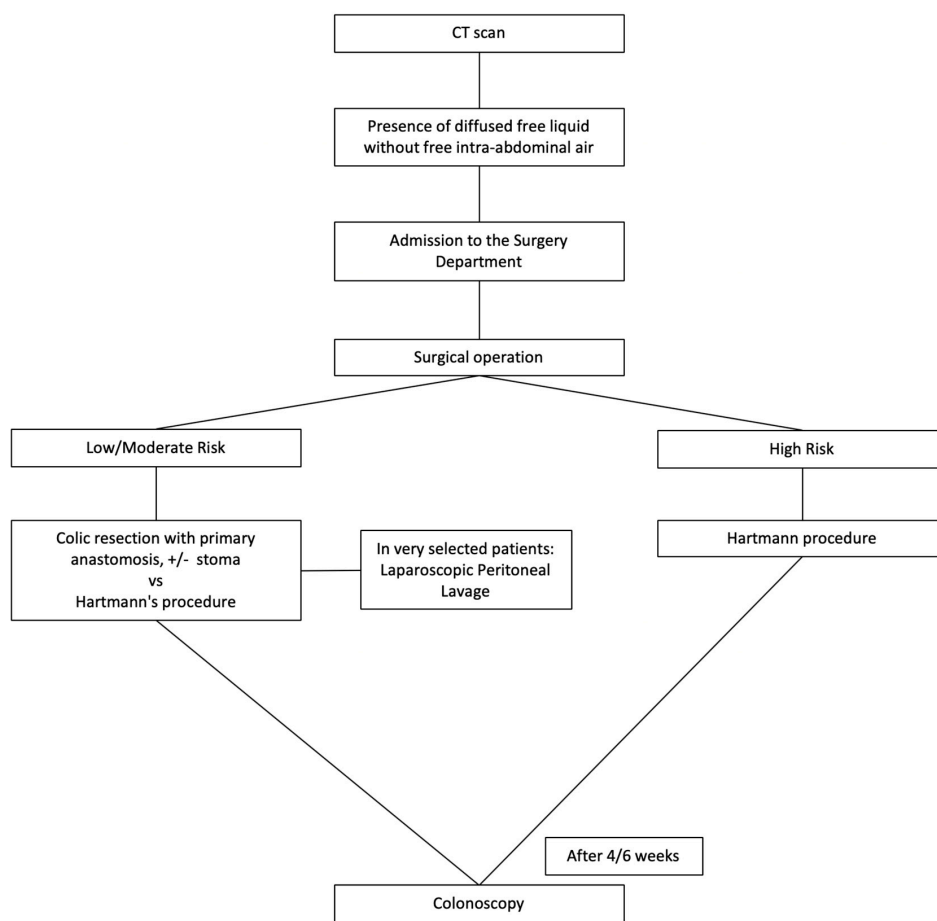 CT scan
Presence of diffused free liquid
without free intra-abdominal air
Admission to the Surgery
Department
Surgical operation
Low/Moderate Risk
High Risk
Colic resection with primary
anastomosis, +/- stoma
vs
Hartmann's procedure
In very selected patients:
Laparoscopic Peritoneal
Lavage
Hartmann procedure
After 4/6 weeks
Colonoscopy